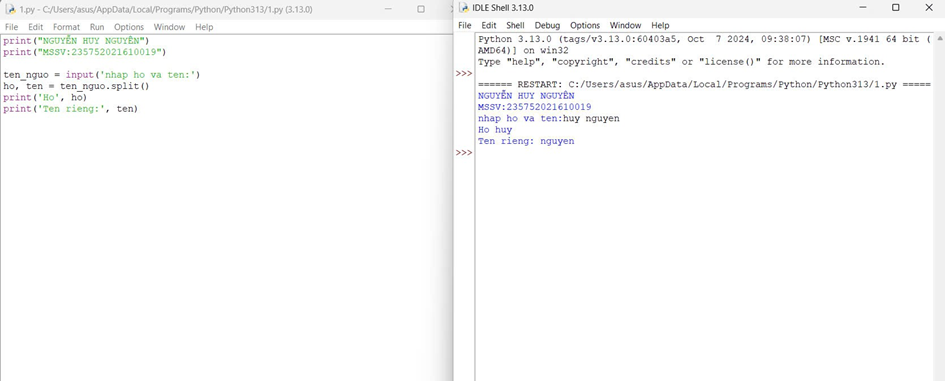 1.py - C:/Users/asus/AppData/Local/Programs/Python/Python313/1.py (3.13.0)
File Edit Format Run Options Window Help
print("NGUYỄN HUY NGUYÊN")
print("MSSV:235752021610019")
ten_nguo = input('nhap ho va ten:')
ho, ten = ten_nguo.split()
print('Ho', ho)
print('Ten rieng:', ten)
IDLE Shell 3.13.0
File Edit Shell Debug Options Window Help
Python 3.13.0 (tags/v3.13.0:60403a5, Oct 7 2024, 09:38:07) [MSC v.1941 64 bit (
AMD64)] on win32
Type "help", "copyright", "credits" or "license()" for more information.
>>>
====== RESTART: C:/Users/asus/AppData/Local/Programs/Python/Python313/1.py =====
NGUYỄN HUY NGUYÊN
MSSV:235752021610019
nhap ho va ten:huy nguyen
Ho huy
Ten rieng: nguyen
>>>